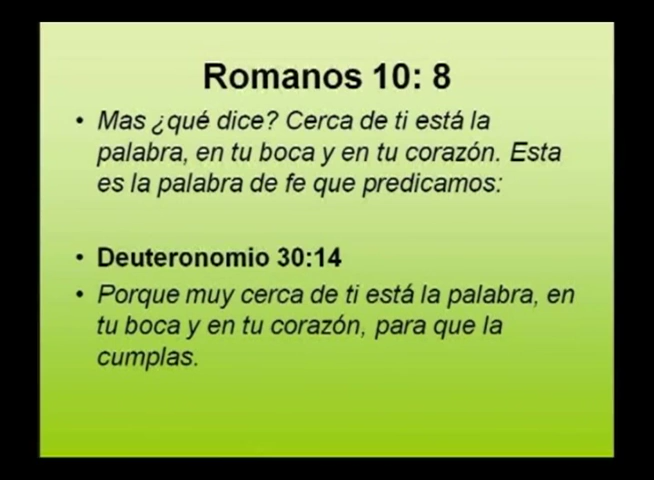 Romanos 10: 8
• Mas ¿qué dice? Cerca de ti está la
palabra, en tu boca y en tu corazón. Esta
es la palabra de fe que predicamos:
• Deuteronomio 30:14
• Porque muy cerca de ti está la palabra, en
tu boca y en tu corazón, para que la
cumplas.